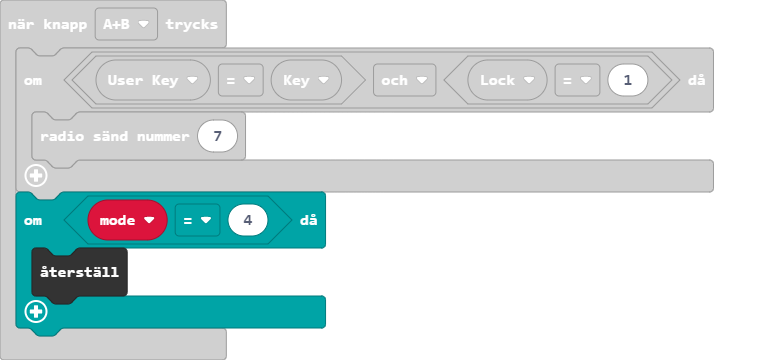 när knapp A+B trycks
om User Key = Key och Lock = 1 då
radio sänd nummer 7
om mode = 4 då
återställ